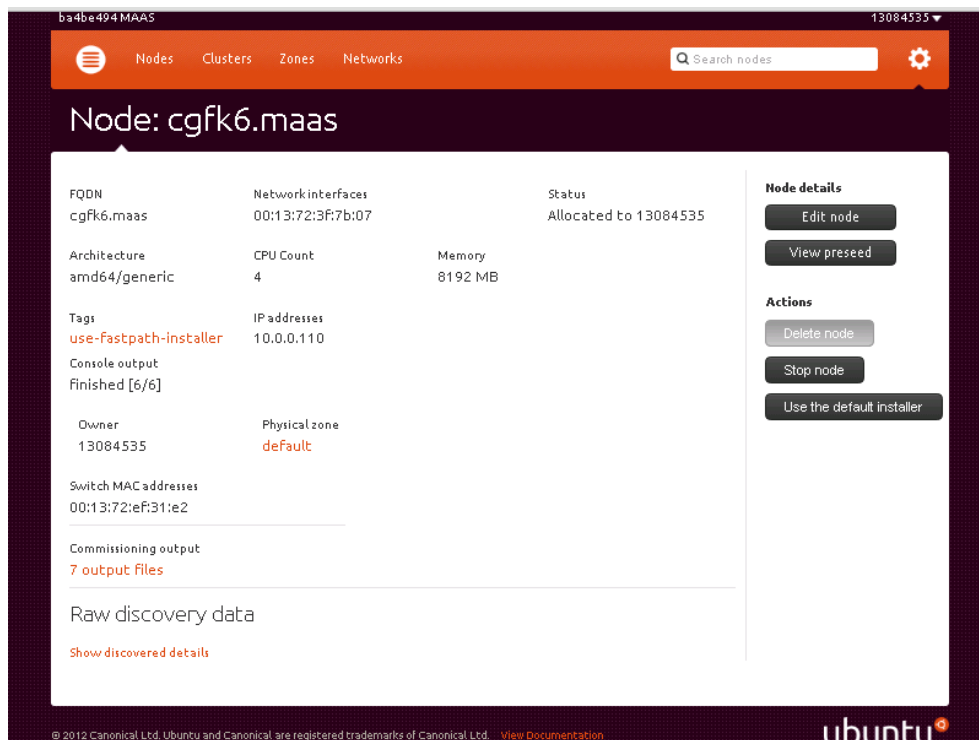 ba4be494 MAAS 13084535
Nodes Clusters Zones Networks Search nodes
Node: cgfk6.maas
FQDN Network interfaces Status
cgfk6.maas 00:13:72:3f:7b:07 Allocated to 13084535
Architecture CPU Count Memory
amd64/generic 4 8192 MB
Tags IP addresses
use-fastpath-installer 10.0.0.110
Console output
finished [6/6]
Owner Physical zone
13084535 default
Switch MAC addresses
00:13:72:ef:31:e2
Commissioning output
7 output files
Raw discovery data
Show discovered details
Node details
Edit node
View preseed
Actions
Delete node
Stop node
Use the default installer
© 2012 Canonical Ltd. Ubuntu and Canonical are registered trademarks of Canonical Ltd. View Documentation
ubuntu